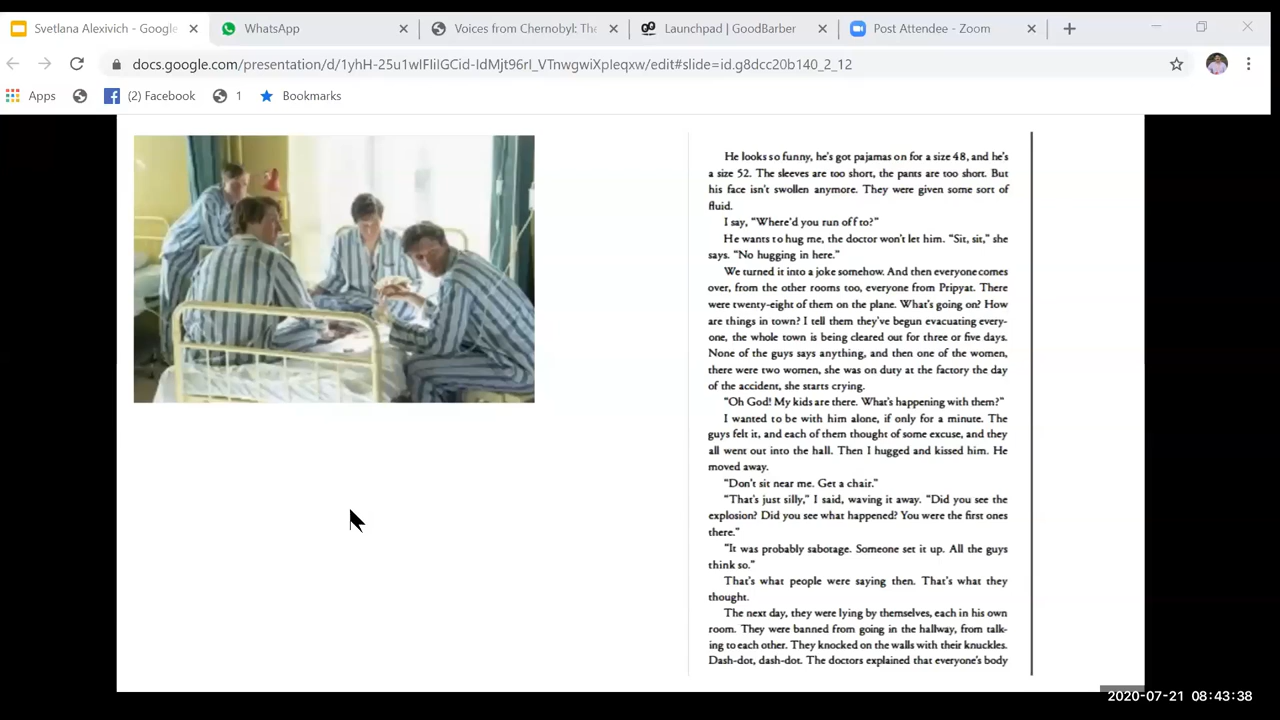 Svetlana Alexivich - Google
WhatsApp
Voices from Chernobyl: The
Launchpad | GoodBarber
Post Attendee - Zoom
Apps
(2) Facebook
1
Bookmarks
He looks so funny, he's got pajamas on for a size 48, and he's
a size 52. The sleeves are too short, the pants are too short. But
his face isn't swollen anymore. They were given some sort of
fluid.
I say, "Where'd you run off to?"
He wants to hug me, the doctor won't let him. "Sit, sit," she
says. "No hugging in here."
We turned it into a joke somehow. And then everyone comes
over, from the other rooms too, everyone from Pripyat. There
were twenty-eight of them on the plane. What's going on? How
are things in town? I tell them they've begun evacuating every-
one, the whole town is being cleared out for three or five days.
None of the guys says anything, and then one of the women,
there were two women, she was on duty at the factory the day
of the accident, she starts crying.
"Oh God! My kids are there. What's happening with them?"
I wanted to be with him alone, if only for a minute. The
guys felt it, and each of them thought of some excuse, and they
all went out into the hall. Then I hugged and kissed him. He
moved away.
"Don't sit near me. Get a chair."
"That's just silly," I said, waving it away. "Did you see the
explosion? Did you see what happened? You were the first ones
there."
"It was probably sabotage. Someone set it up. All the guys
think so."
That's what people were saying then. That's what they
thought.
The next day, they were lying by themselves, each in his own
room. They were banned from going in the hallway, from talk-
ing to each other. They knocked on the walls with their knuckles.
Dash-dot, dash-dot. The doctors explained that everyone's body
2020-07-21 08:43:38